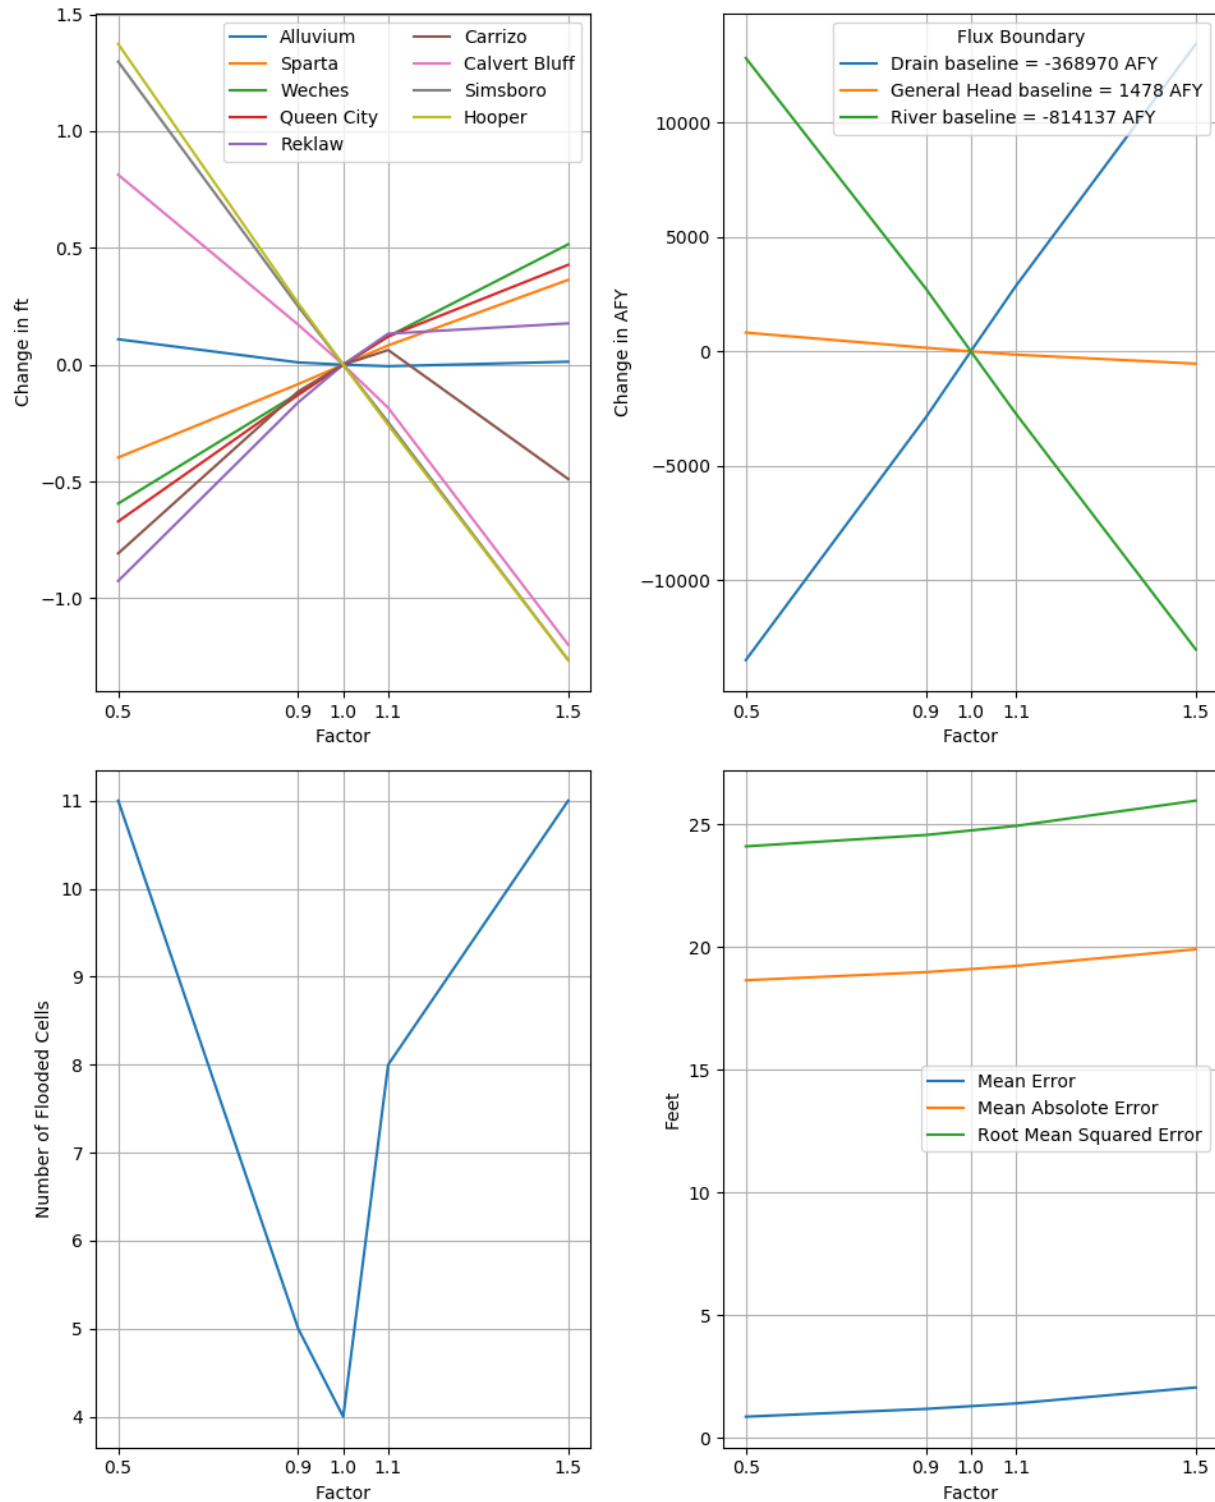 1.5
1.0
0.5
0.0
−0.5
−1.0
Change in ft
Alluvium
Sparta
Weches
Queen City
Reklaw
Carrizo
Calvert Bluff
Simsboro
Hooper
0.5 0.9 1.0 1.1 1.5
Factor
10000
5000
0
−5000
−10000
Change in AFY
Flux Boundary
Drain baseline = -368970 AFY
General Head baseline = 1478 AFY
River baseline = -814137 AFY
0.5 0.9 1.0 1.1 1.5
Factor
11
10
9
8
7
6
5
4
Number of Flooded Cells
0.5 0.9 1.0 1.1 1.5
Factor
25
20
15
10
5
0
Feet
Mean Error
Mean Absolute Error
Root Mean Squared Error
0.5 0.9 1.0 1.1 1.5
Factor